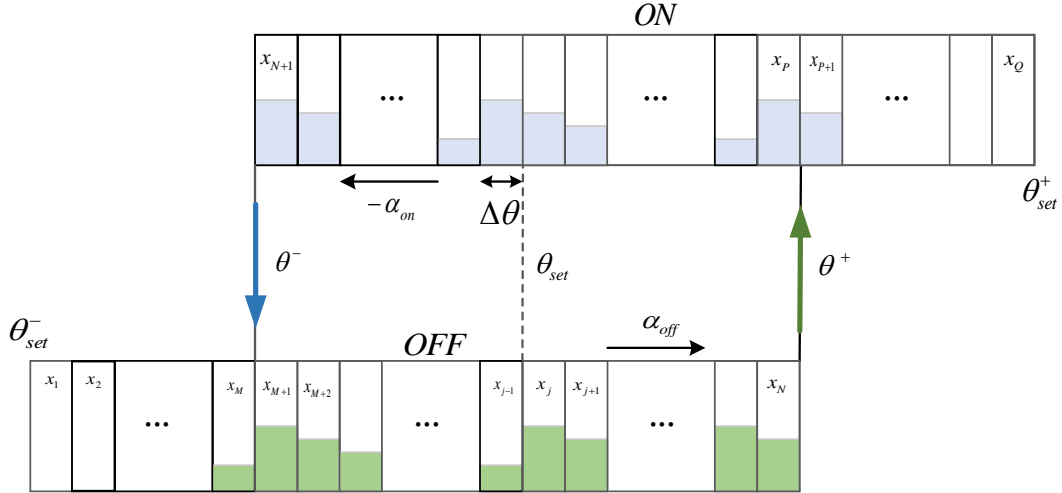 ON
x_{N+1} ... ... x_P x_{P+1} ... x_Q
θ_{set}^+
-α_{on} Δθ
θ^- θ_{set} θ^+
θ_{set}^- OFF α_{off}
x_1 x_2 ... x_M x_{M+1} x_{M+2} ... x_{j-1} x_j x_{j+1} ... x_N